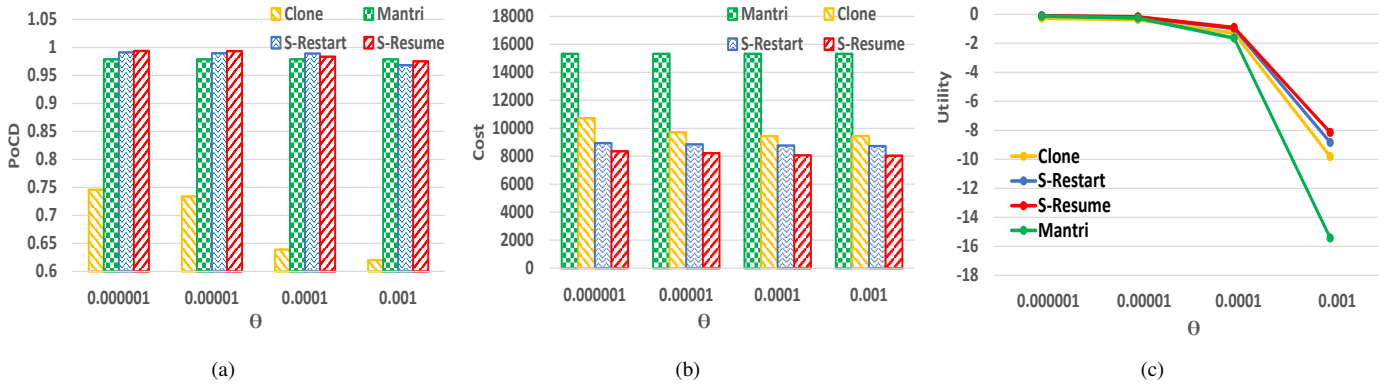 Clone Mantri
S-Restart S-Resume
1.05
1
0.95
0.9
0.85
0.8
0.75
0.7
0.65
0.6
PoCD
0.000001 0.00001 0.0001 0.001
θ
(a)
Mantri Clone
S-Restart S-Resume
18000
16000
14000
12000
10000
8000
6000
4000
2000
0
Cost
0.000001 0.00001 0.0001 0.001
θ
(b)
0
-2
-4
-6
-8
-10
-12
-14
-16
-18
Utility
Clone
S-Restart
S-Resume
Mantri
0.000001 0.00001 0.0001 0.001
θ
(c)